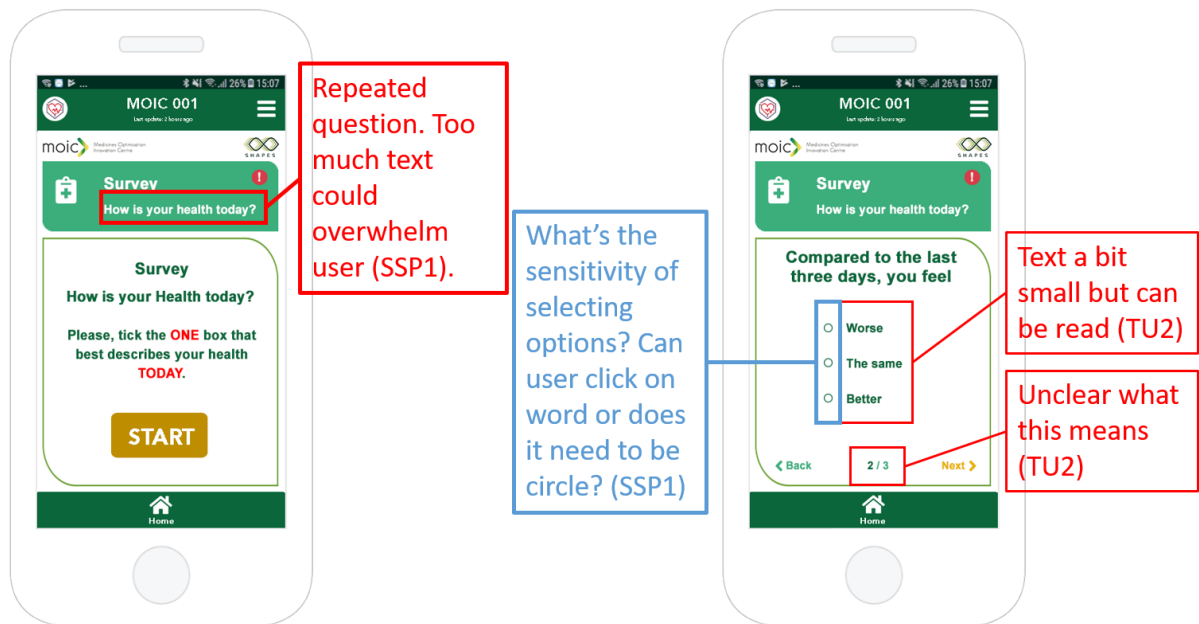 ... 26% 15:07
MOIC 001
Last update: 2 hours ago
moic Medicines Optimisation
Innovation Centre
SHAPES
Survey
!
How is your health today?
Survey
How is your Health today?
Please, tick the ONE box that
best describes your health
TODAY.
START
Home
Repeated
question. Too
much text
could
overwhelm
user (SSP1).
What’s the
sensitivity of
selecting
options? Can
user click on
word or does
it need to be
circle? (SSP1)
... 26% 15:07
MOIC 001
Last update: 2 hours ago
moic Medicines Optimisation
Innovation Centre
SHAPES
Survey
!
How is your health today?
Compared to the last
three days, you feel
Worse
The same
Better
Back 2 / 3 Next
Home
Text a bit
small but can
be read (TU2)
Unclear what
this means
(TU2)